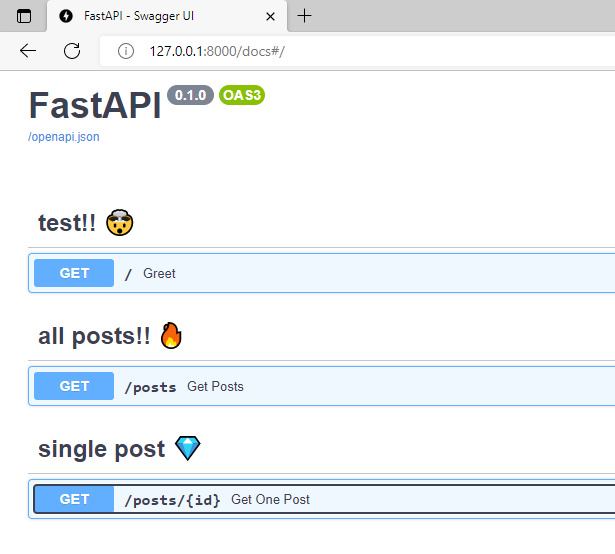 FastAPI - Swagger UI
127.0.0.1:8000/docs#/
FastAPI 0.1.0 OAS3
/openapi.json
test!! 🤯
GET / Greet
all posts!! 🔥
GET /posts Get Posts
single post 💎
GET /posts/{id} Get One Post